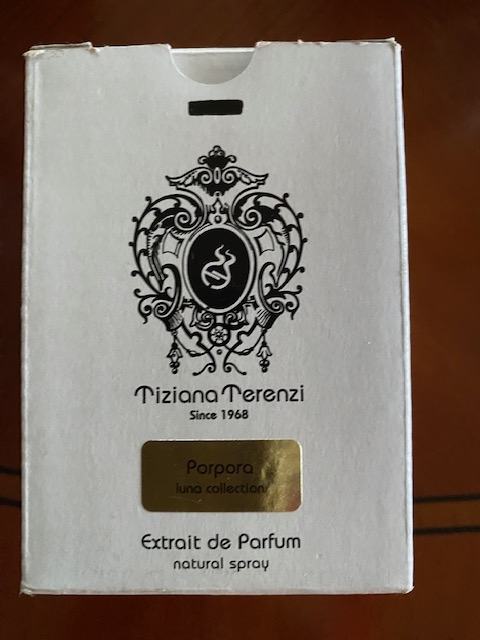 Tiziana Terenzi
Since 1968
Porpora
luna collection
Extrait de Parfum
natural spray